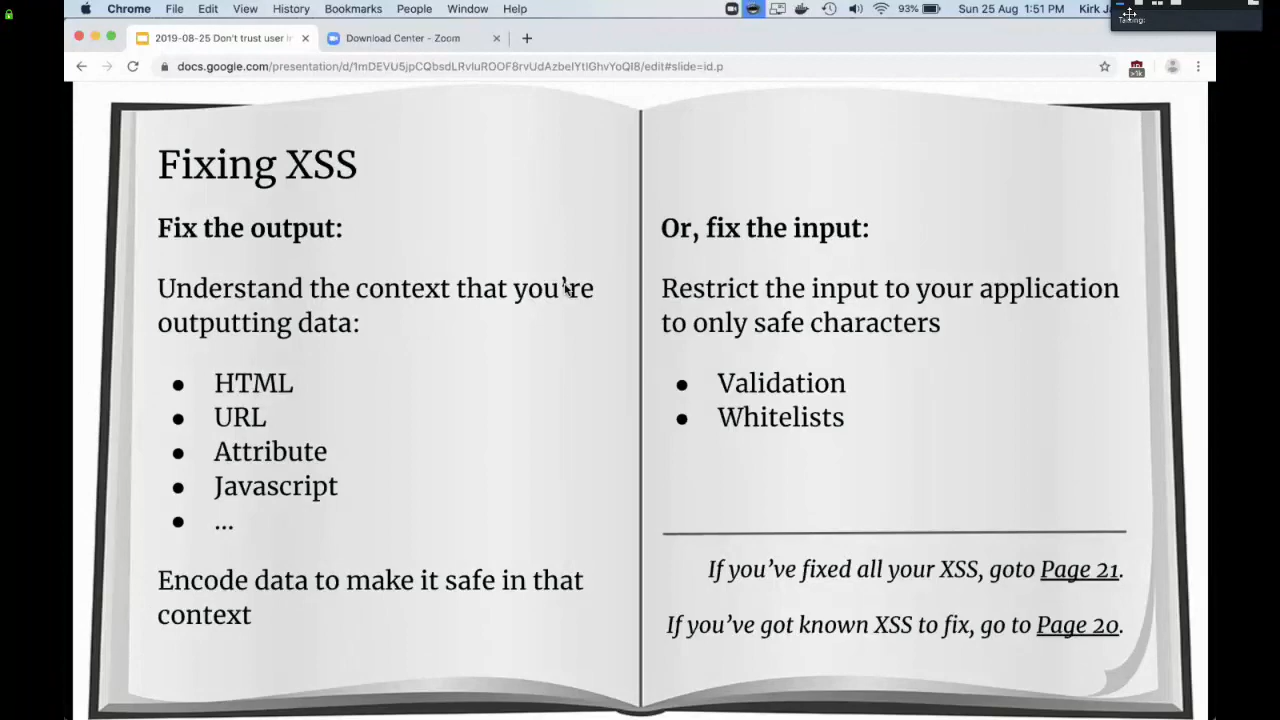 Chrome File Edit View History Bookmarks People Window Help 93% Sun 25 Aug 1:51 PM Kirk
Talking:
2019-08-25 Don't trust user Download Center - Zoom
docs.google.com/presentation/d/1mDEVU5jpCQbsdLRvIuROOF8rvUdAzbeIYtIGhvYoQI8/edit#slide=id.p
>1k
Fixing XSS
Fix the output:
Understand the context that you're
outputting data:
● HTML
● URL
● Attribute
● Javascript
● ...
Encode data to make it safe in that
context
Or, fix the input:
Restrict the input to your application
to only safe characters
● Validation
● Whitelists
If you've fixed all your XSS, goto Page 21.
If you've got known XSS to fix, go to Page 20.